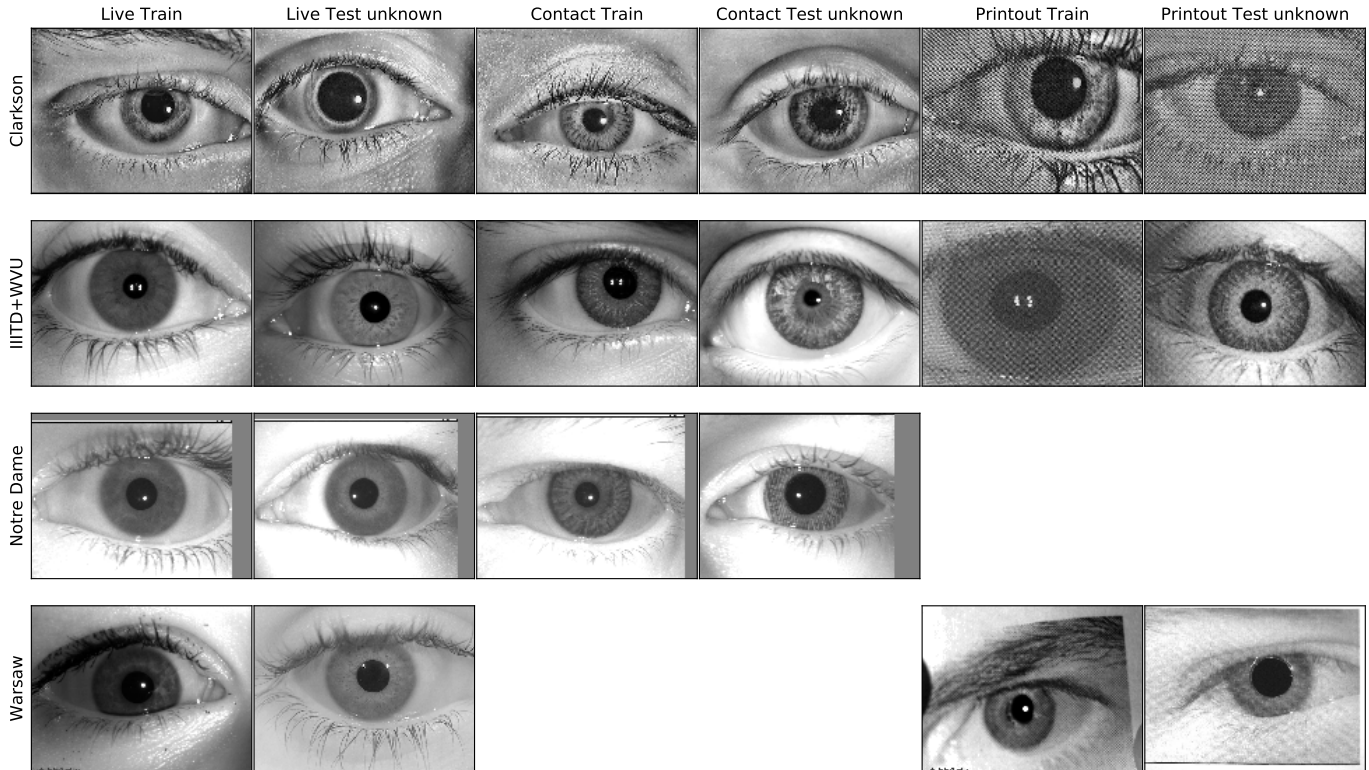 Live Train
Live Test unknown
Contact Train
Contact Test unknown
Printout Train
Printout Test unknown
Clarkson
IIITD+WVU
Notre Dame
Warsaw